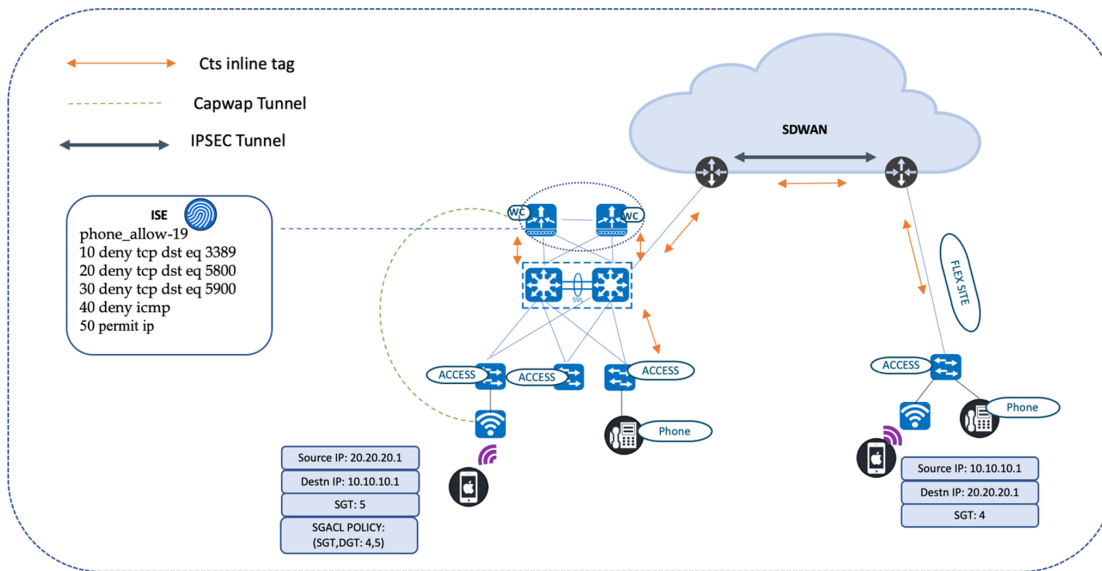 Cts inline tag
Capwap Tunnel
IPSEC Tunnel
SDWAN
ISE
phone_allow-19
10 deny tcp dst eq 3389
20 deny tcp dst eq 5800
30 deny tcp dst eq 5900
40 deny icmp
50 permit ip
WC
WC
SVL
FLEX SITE
ACCESS
ACCESS
ACCESS
ACCESS
Phone
Phone
Source IP: 20.20.20.1
Destn IP: 10.10.10.1
SGT: 5
SGACL POLICY:
(SGT,DGT: 4,5)
Source IP: 10.10.10.1
Destn IP: 20.20.20.1
SGT: 4